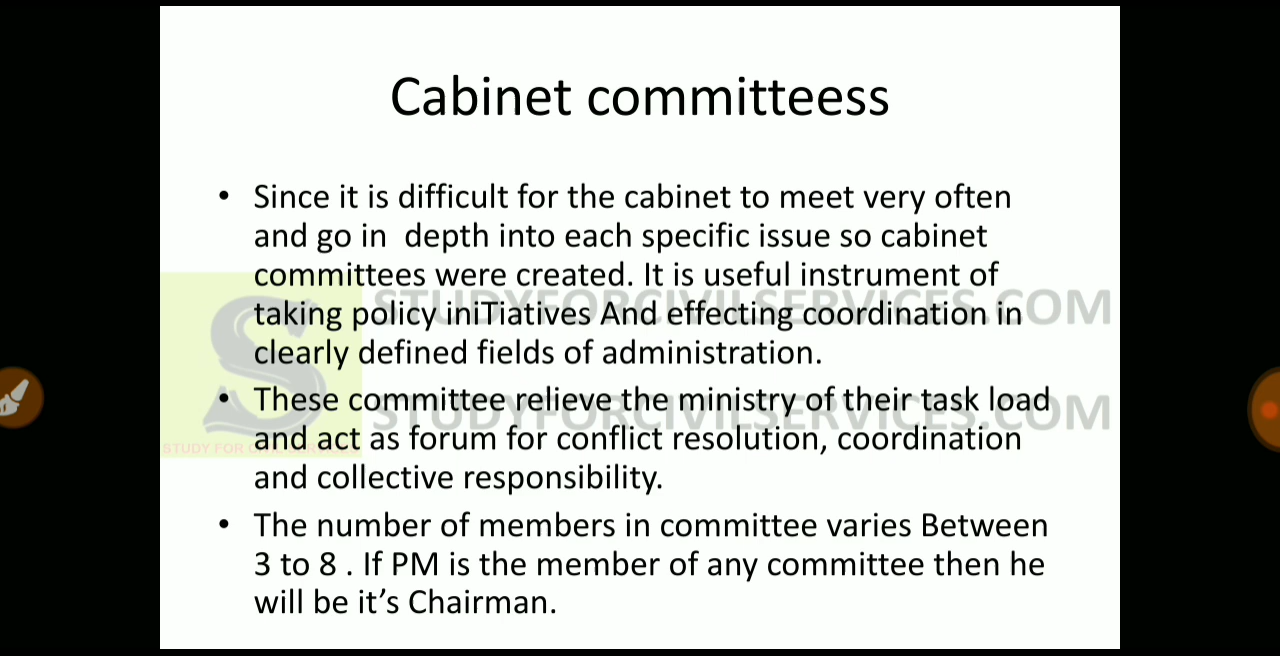 Cabinet committeess
• Since it is difficult for the cabinet to meet very often
and go in  depth into each specific issue so cabinet
committees were created. It is useful instrument of
taking policy iniTiatives And effecting coordination in
clearly defined fields of administration.
• These committee relieve the ministry of their task load
and act as forum for conflict resolution, coordination
and collective responsibility.
• The number of members in committee varies Between
3 to 8 . If PM is the member of any committee then he
will be it’s Chairman.
STUDYFORCIVILSERVICES.COM
STUDYFORCIVILSERVICES.COM
STUDY FOR CIVIL SERVICES